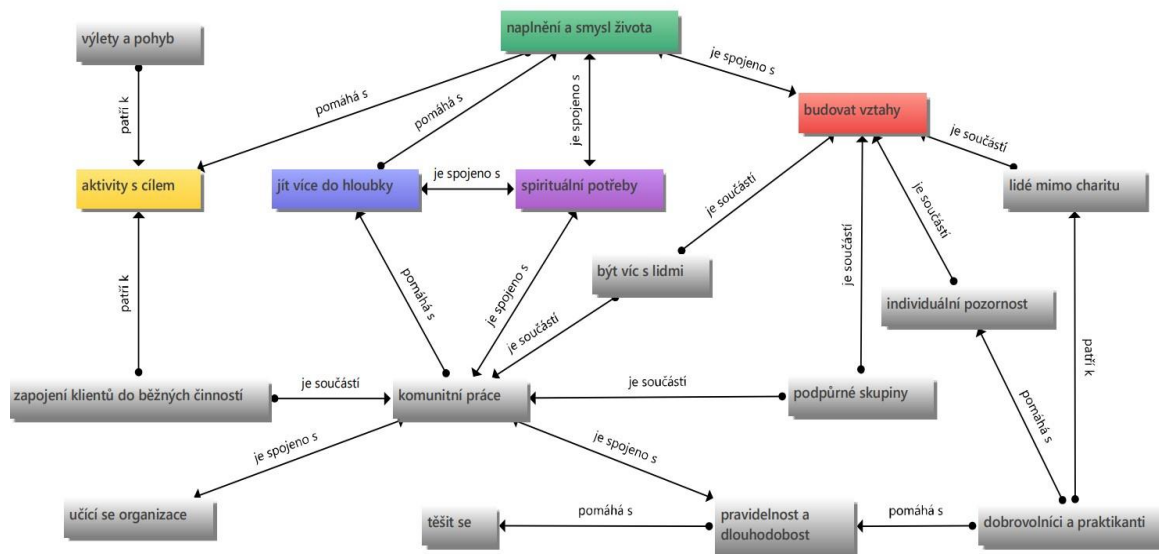 naplnění a smysl života
výlety a pohyb
je spojeno s
pomáhá s
pomáhá s
je spojeno s
patří k
budovat vztahy
je součástí
aktivity s cílem
jít více do hloubky
je spojeno s
spirituální potřeby
lidé mimo charitu
je součástí
je součástí
je součástí
být víc s lidmi
individuální pozornost
patří k
pomáhá s
je spojeno s
je součástí
patří k
zapojení klientů do běžných činností
je součástí
komunitní práce
je součástí
podpůrné skupiny
pomáhá s
je spojeno s
je spojeno s
učící se organizace
těšit se
pomáhá s
pravidelnost a
dlouhodobost
pomáhá s
dobrovolníci a praktikanti